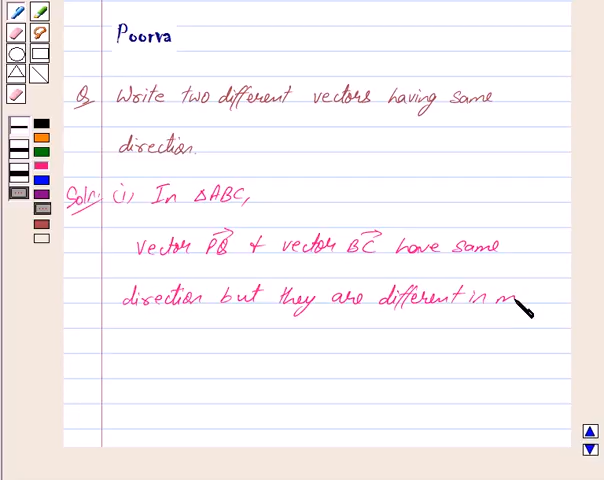 Poorva
Q Write two different vectors having same
direction.
Soln: (i) In △ABC,
vector PQ→ & vector BC→ have same
direction but they are different in m